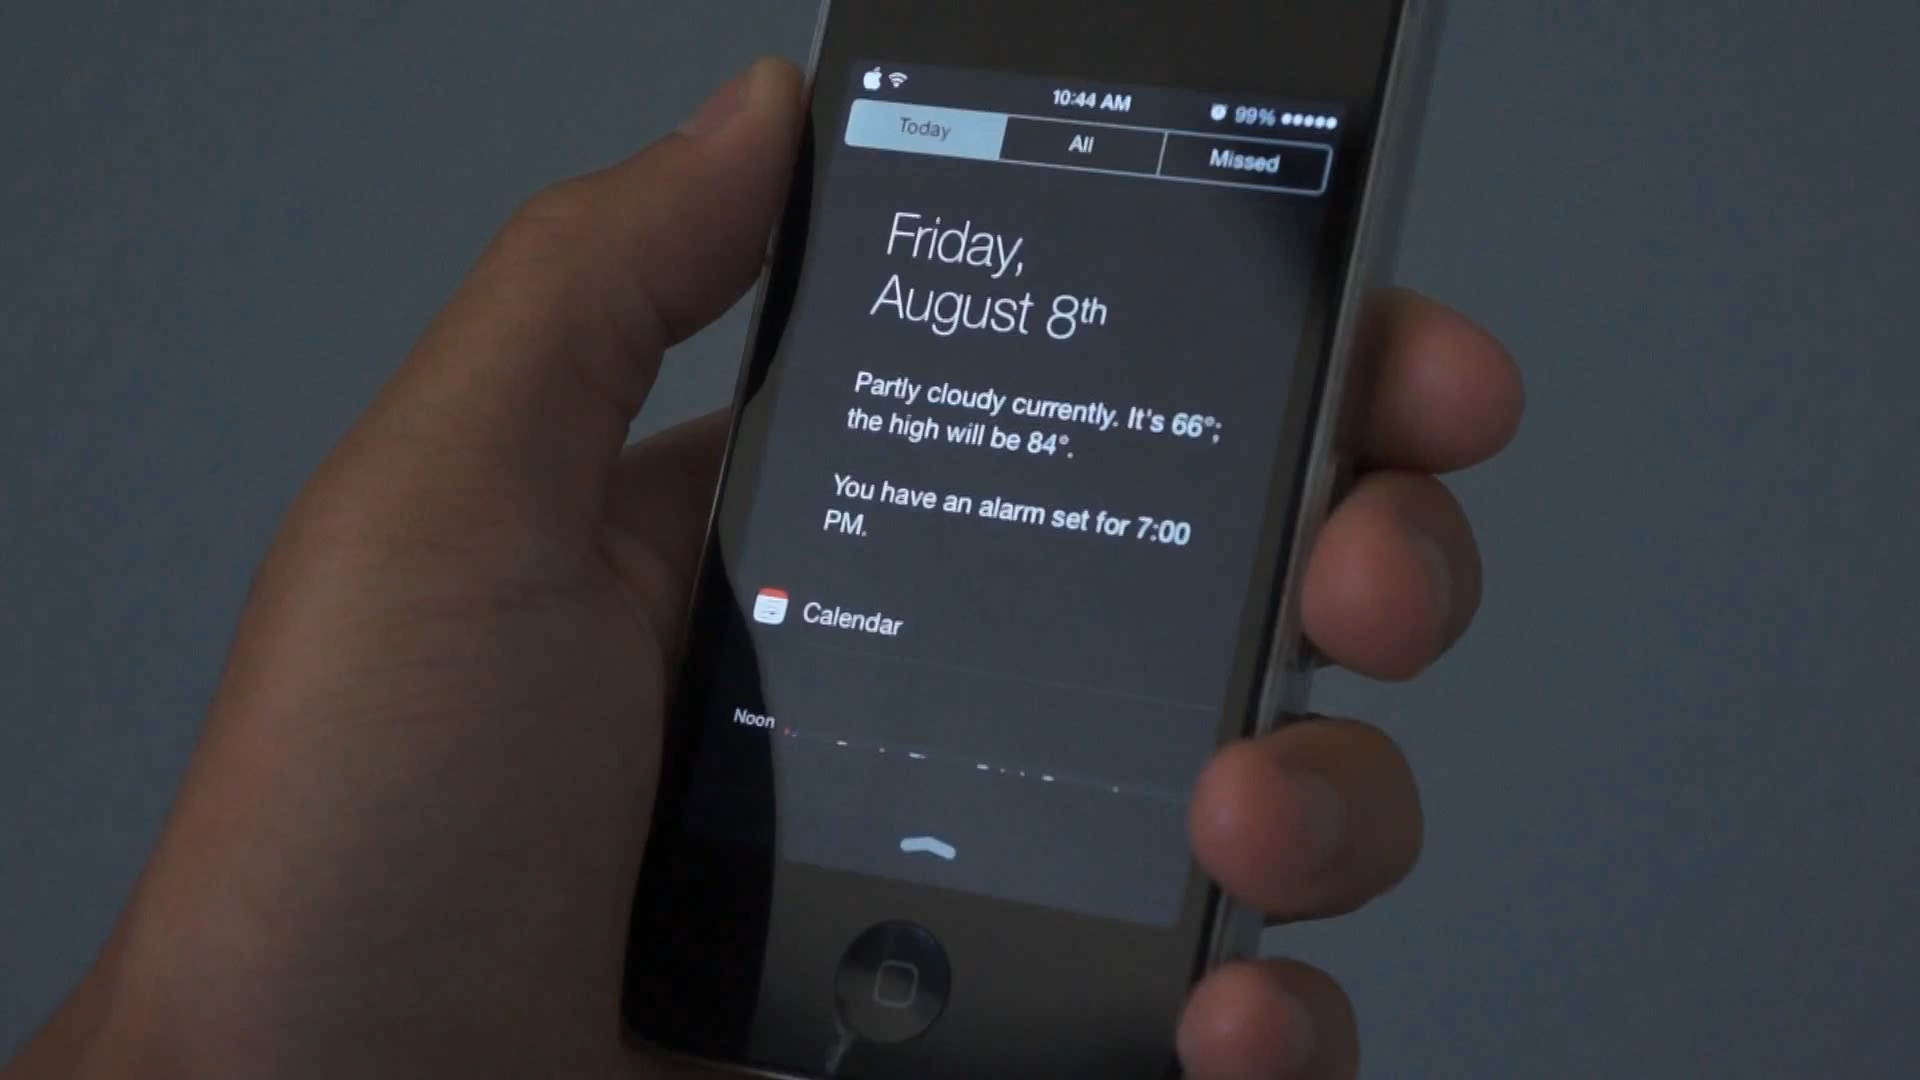 10:44 AM 99%
Today All Missed
Friday,
August 8th
Partly cloudy currently. It's 66°;
the high will be 84°.
You have an alarm set for 7:00
PM.
Calendar
Noon